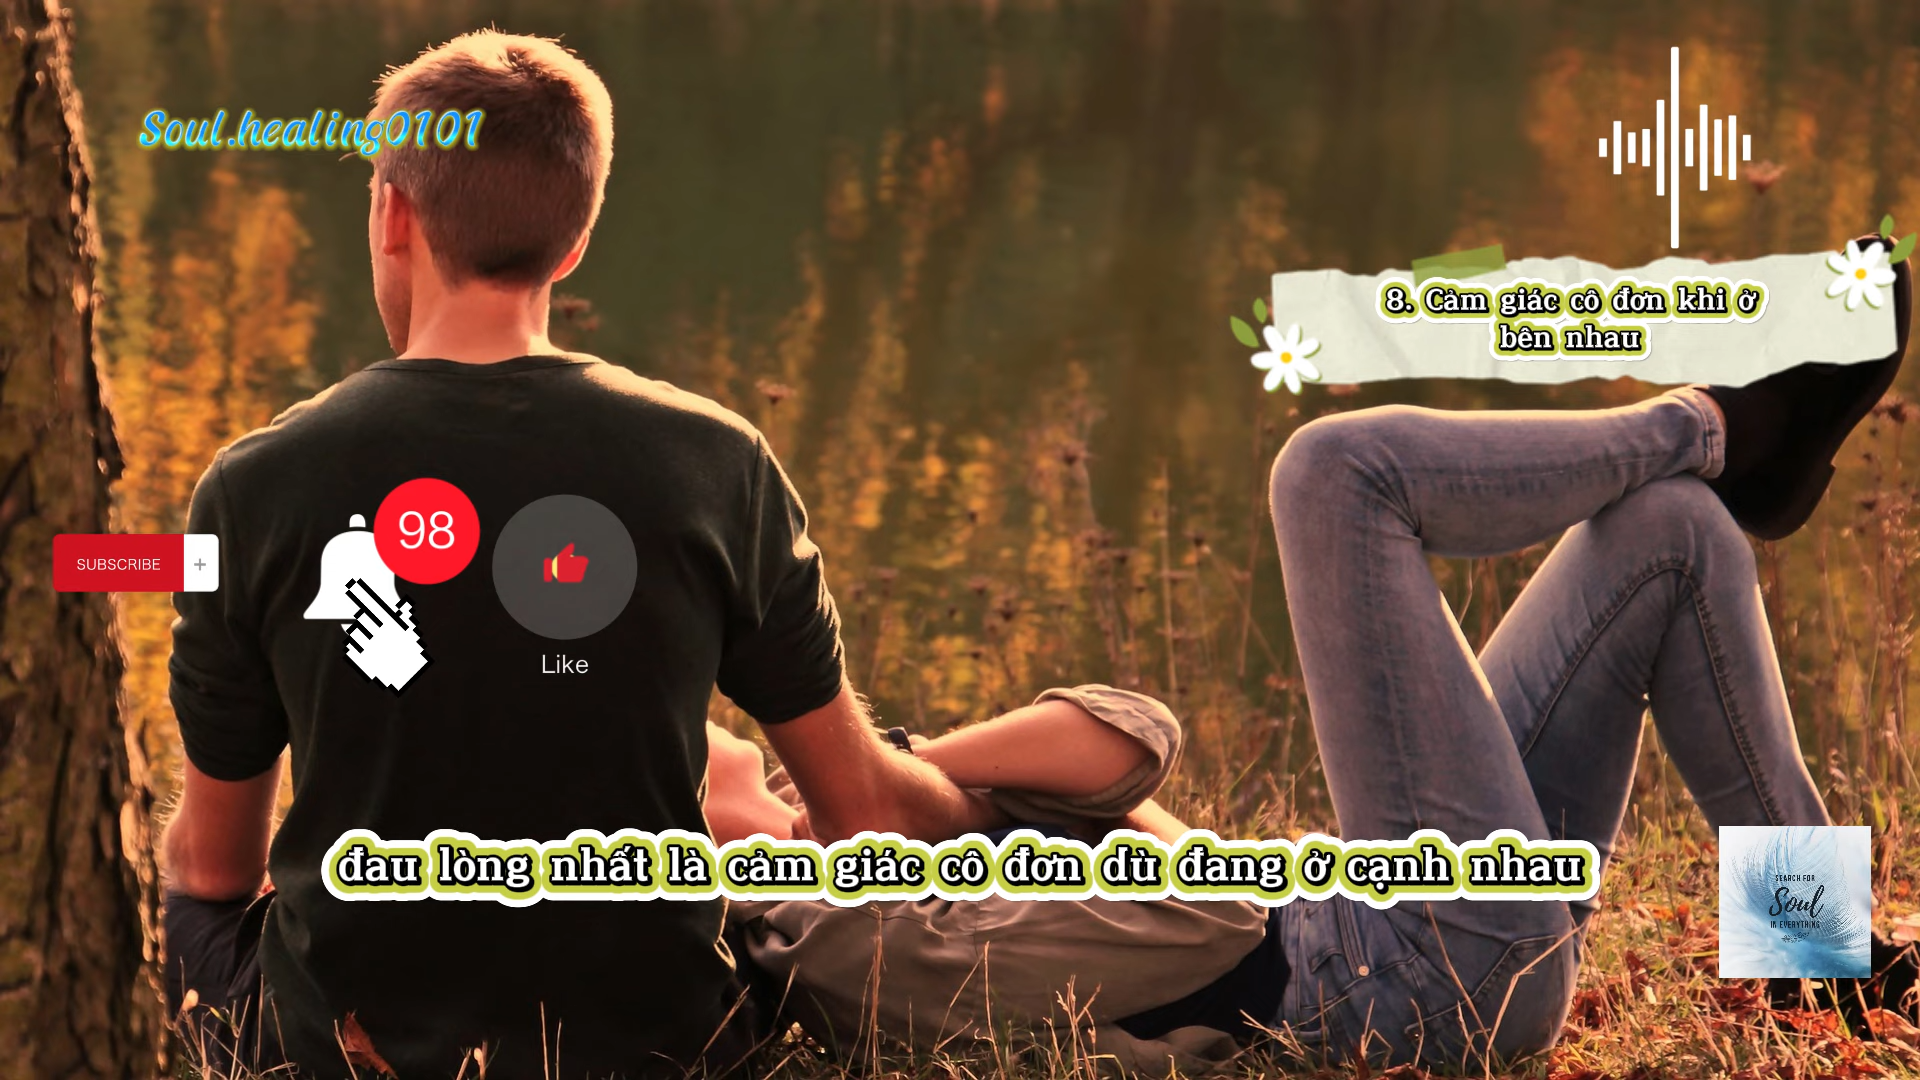 Soul.healing0101
8. Cảm giác cô đơn khi ở
bên nhau
SUBSCRIBE
+
98
Like
đau lòng nhất là cảm giác cô đơn dù đang ở cạnh nhau
SEARCH FOR
Soul
IN EVERYTHING